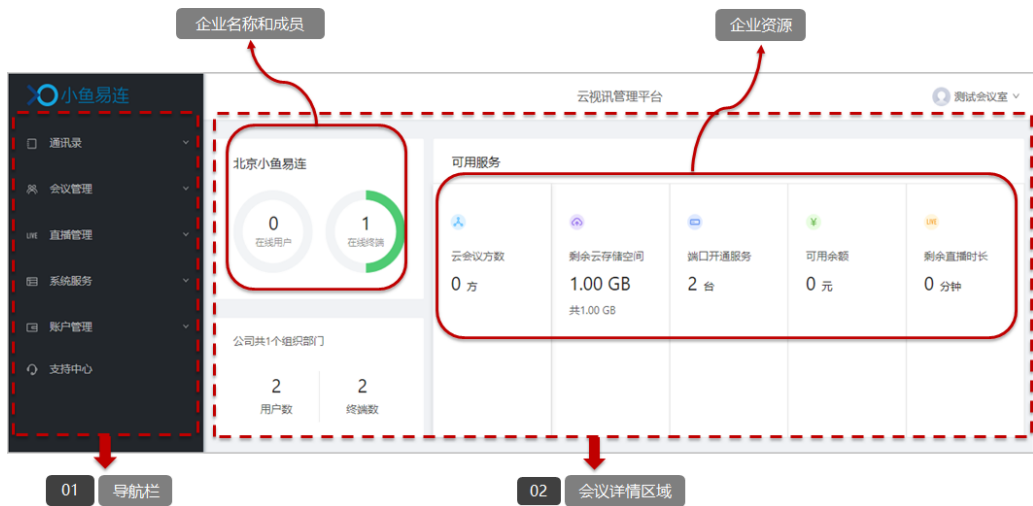 企业名称和成员
企业资源
小鱼易连
云视讯管理平台
测试会议室
通讯录
会议管理
LIVE 直播管理
系统服务
账户管理
支持中心
北京小鱼易连
0
在线用户
1
在线终端
公司共1个组织部门
2
用户数
2
终端数
可用服务
云会议方数
0 方
剩余云存储空间
1.00 GB
共1.00 GB
端口开通服务
2 台
¥
可用余额
0 元
LIVE
剩余直播时长
0 分钟
01 导航栏
02 会议详情区域